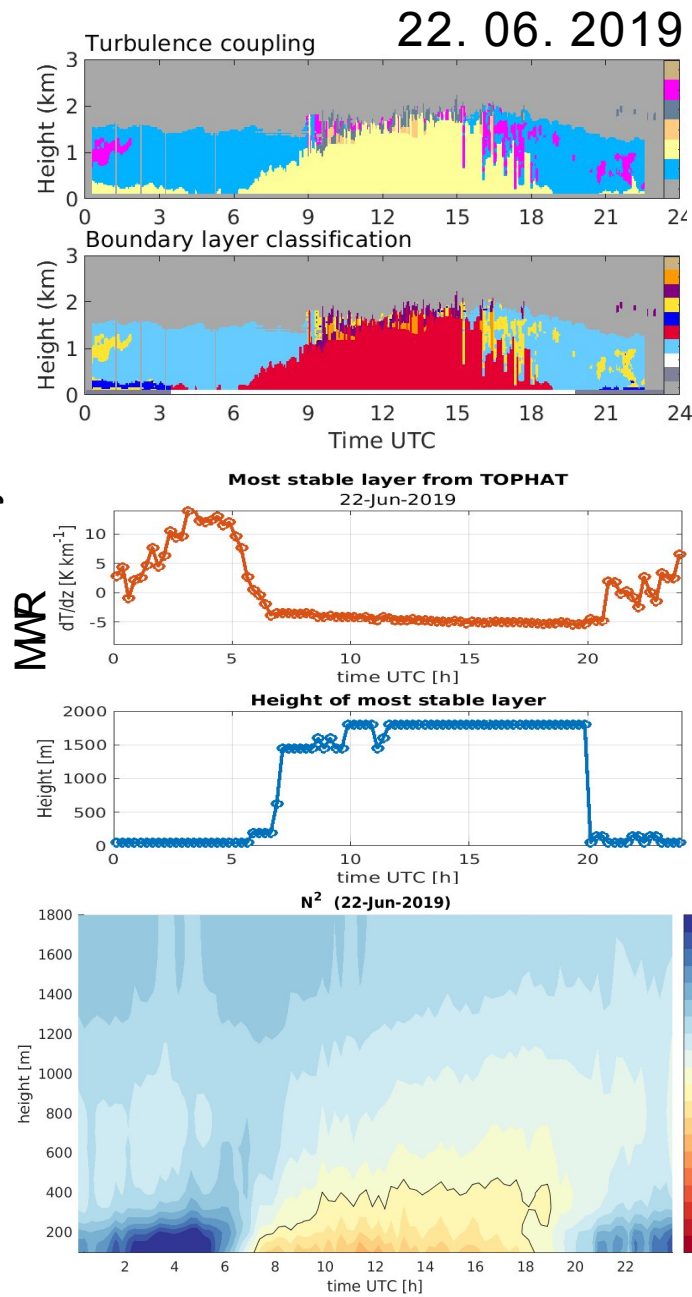 22. 06. 2019
Turbulence coupling
3
2
1
0
Height (km)
0 3 6 9 12 15 18 21 24
Boundary layer classification
3
2
1
0
Height (km)
0 3 6 9 12 15 18 21 24
Time UTC
MWR
Most stable layer from TOPHAT
22-Jun-2019
10
5
0
-5
dT/dz [K km⁻¹]
0 5 10 15 20
time UTC [h]
Height of most stable layer
2000
1500
1000
500
0
Height [m]
0 5 10 15 20
time UTC [h]
N² (22-Jun-2019)
1800
1600
1400
1200
1000
800
600
400
200
height [m]
2 4 6 8 10 12 14 16 18 20 22
time UTC [h]